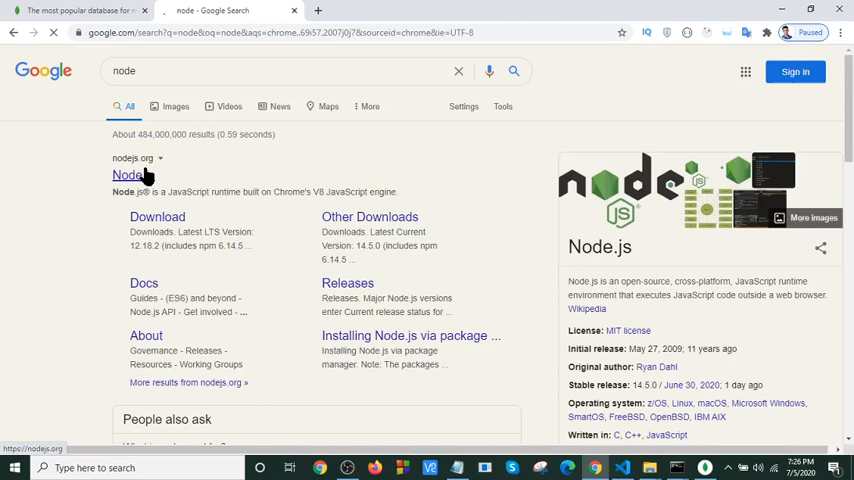 The most popular database for m
node - Google Search
google.com/search?q=node&oq=node&aqs=chrome..69i57.2007j0j7&sourceid=chrome&ie=UTF-8
Paused
Google
node
Sign in
All
Images
Videos
News
Maps
More
Settings
Tools
About 484,000,000 results (0.59 seconds)
nodejs.org
Node
Node.js® is a JavaScript runtime built on Chrome's V8 JavaScript engine.
Download
Downloads. Latest LTS Version:
12.18.2 (includes npm 6.14.5 ...
Other Downloads
Downloads. Latest Current
Version: 14.5.0 (includes npm
6.14.5 ...
Docs
Guides - (ES6) and beyond -
Node.js API - Get involved - ...
Releases
Releases. Major Node.js versions
enter Current release status for ...
About
Governance - Releases -
Resources - Working Groups
Installing Node.js via package ...
Installing Node.js via package
manager. Note: The packages ...
More results from nodejs.org »
People also ask
node
JS
More images
Node.js
Node.js is an open-source, cross-platform, JavaScript runtime
environment that executes JavaScript code outside a web browser.
Wikipedia
License: MIT license
Initial release: May 27, 2009; 11 years ago
Original author: Ryan Dahl
Stable release: 14.5.0 / June 30, 2020; 1 day ago
Operating system: z/OS, Linux, macOS, Microsoft Windows,
SmartOS, FreeBSD, OpenBSD, IBM AIX
Written in: C, C++, JavaScript
https://nodejs.org
Type here to search
7:26 PM
7/5/2020